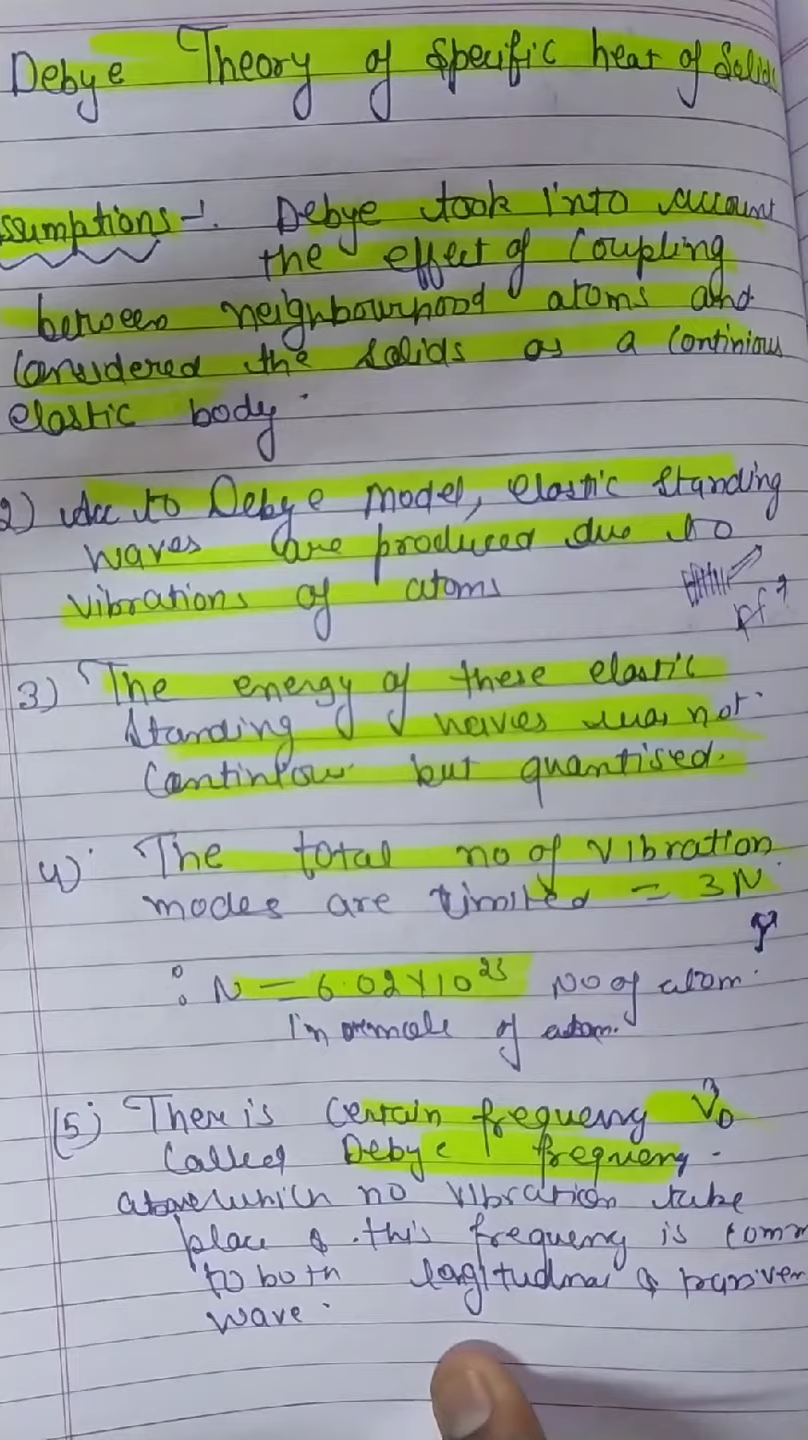 Debye Theory of Specific heat of Solids
ssumptions -1. Debye took into account
the effect of Coupling
between neighbourhood atoms and
Considered the solids as a Continious
elastic body.
2) Acc to Debye model, elastic standing
waves are produced due to
vibrations of atoms
3) The energy of these elastic
standing waves was not
Continious but quantised.
4) The total no of vibration
modes are limited = 3N
∴ N = 6.02×10²³ No of atom
In one mole of atom.
(5) There is certain frequency ν_D
Called Debye frequency.
above which no vibration take
place & this frequency is comm
to both & 
wave.